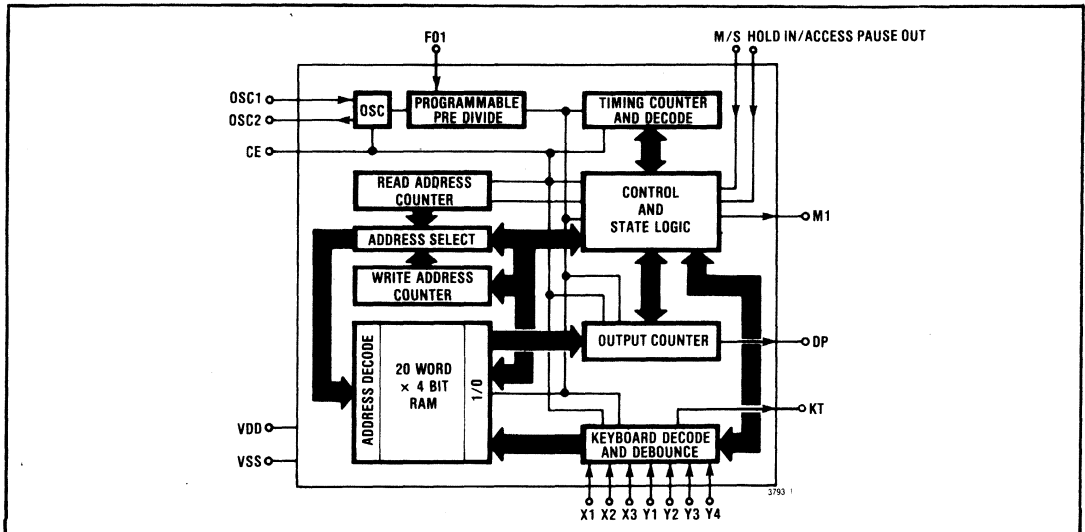 F01
M/S HOLD IN/ACCESS PAUSE OUT
OSC1
OSC2
OSC
PROGRAMMABLE
PRE DIVIDE
TIMING COUNTER
AND DECODE
CE
READ ADDRESS
COUNTER
CONTROL
AND
STATE LOGIC
M1
ADDRESS SELECT
WRITE ADDRESS
COUNTER
ADDRESS DECODE
20 WORD
× 4 BIT
RAM
I/O
OUTPUT COUNTER
DP
KT
VDD
VSS
KEYBOARD DECODE
AND DEBOUNCE
3793
X1 X2 X3 Y1 Y2 Y3 Y4